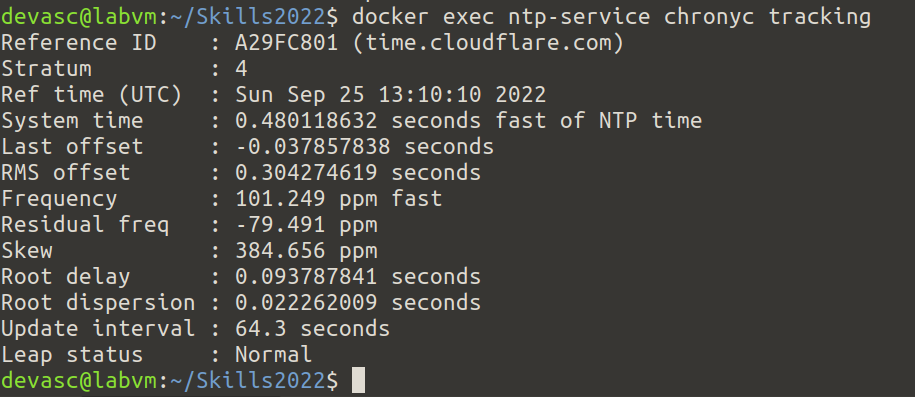 devasc@labvm:~/Skills2022$ docker exec ntp-service chronyc tracking
Reference ID    : A29FC801 (time.cloudflare.com)
Stratum         : 4
Ref time (UTC)  : Sun Sep 25 13:10:10 2022
System time     : 0.480118632 seconds fast of NTP time
Last offset     : -0.037857838 seconds
RMS offset      : 0.304274619 seconds
Frequency       : 101.249 ppm fast
Residual freq   : -79.491 ppm
Skew            : 384.656 ppm
Root delay      : 0.093787841 seconds
Root dispersion : 0.022262009 seconds
Update interval : 64.3 seconds
Leap status     : Normal
devasc@labvm:~/Skills2022$